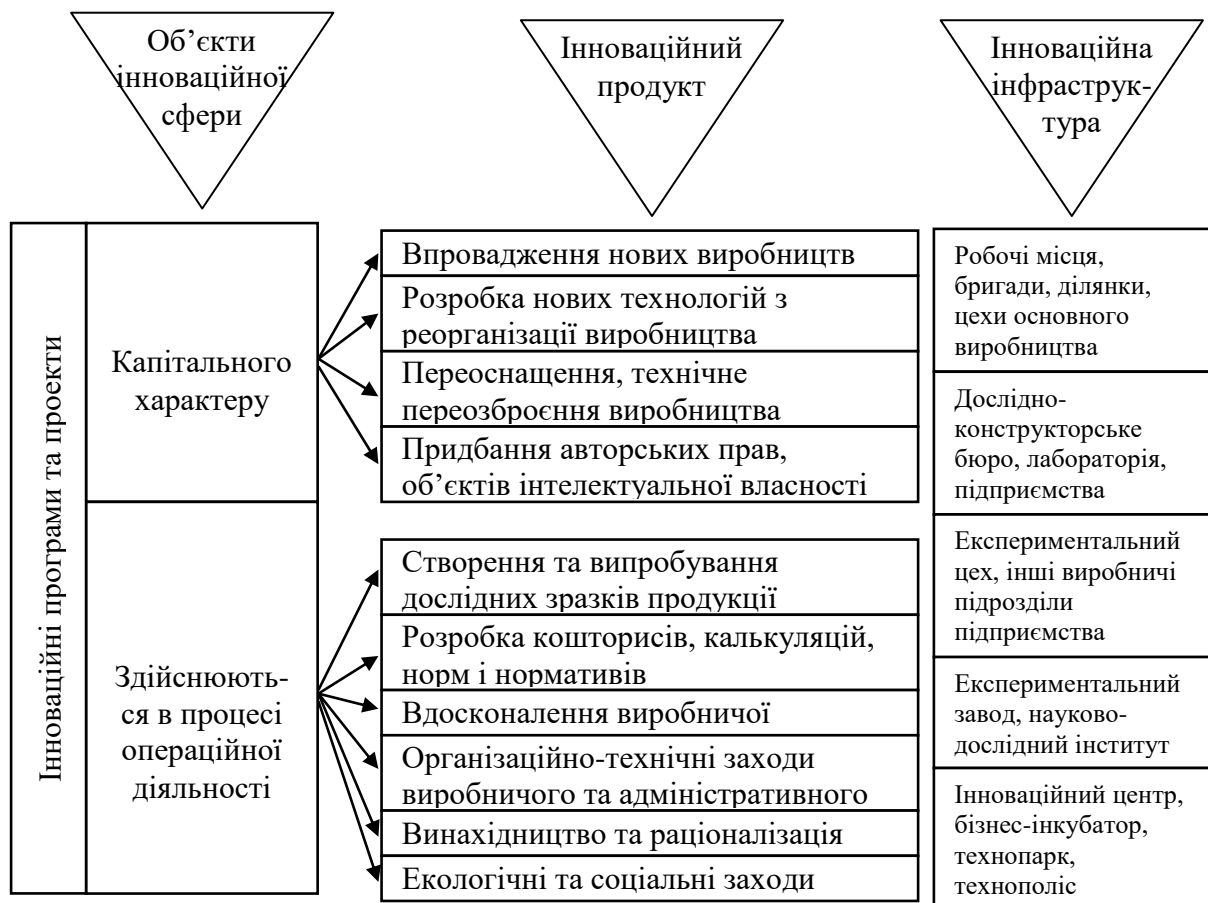 Об’єкти
інноваційної
сфери
Інноваційний
продукт
Інноваційна
інфраструк-
тура
Інноваційні програми та проекти
Капітального
характеру
Впровадження нових виробництв
Розробка нових технологій з
реорганізації виробництва
Переоснащення, технічне
переозброєння виробництва
Придбання авторських прав,
об’єктів інтелектуальної власності
Здійснюють-
ся в процесі
операційної
діяльності
Створення та випробування
дослідних зразків продукції
Розробка кошторисів, калькуляцій,
норм і нормативів
Вдосконалення виробничої
Організаційно-технічні заходи
виробничого та адміністративного
Винахідництво та раціоналізація
Екологічні та соціальні заходи
Робочі місця,
бригади, ділянки,
цехи основного
виробництва
Дослідно-
конструкторське
бюро, лабораторія,
підприємства
Експериментальний
цех, інші виробничі
підрозділи
підприємства
Експериментальний
завод, науково-
дослідний інститут
Інноваційний центр,
бізнес-інкубатор,
технопарк,
технополіс